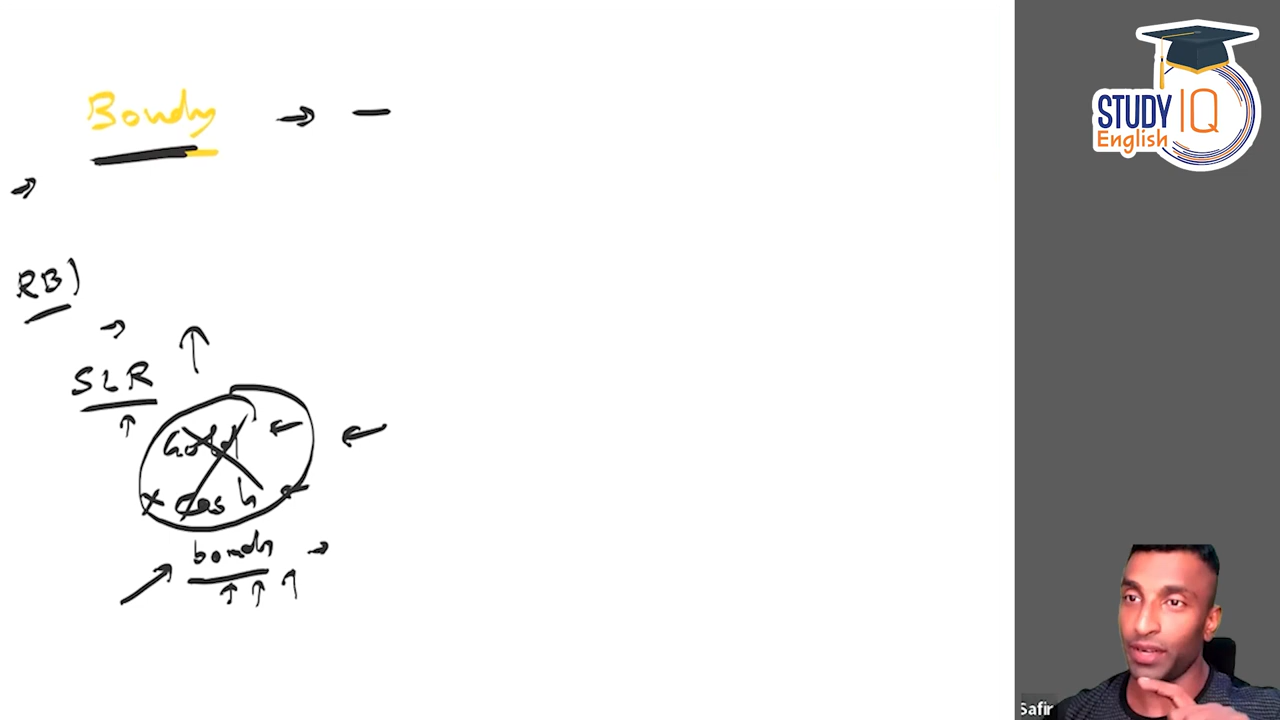 Bonds → —
→
RBI
→
SLR ↑
↑
Gold ← ←
x cash ←
bonds →
↑ ↑ ↑
STUDY IQ
English
Safir